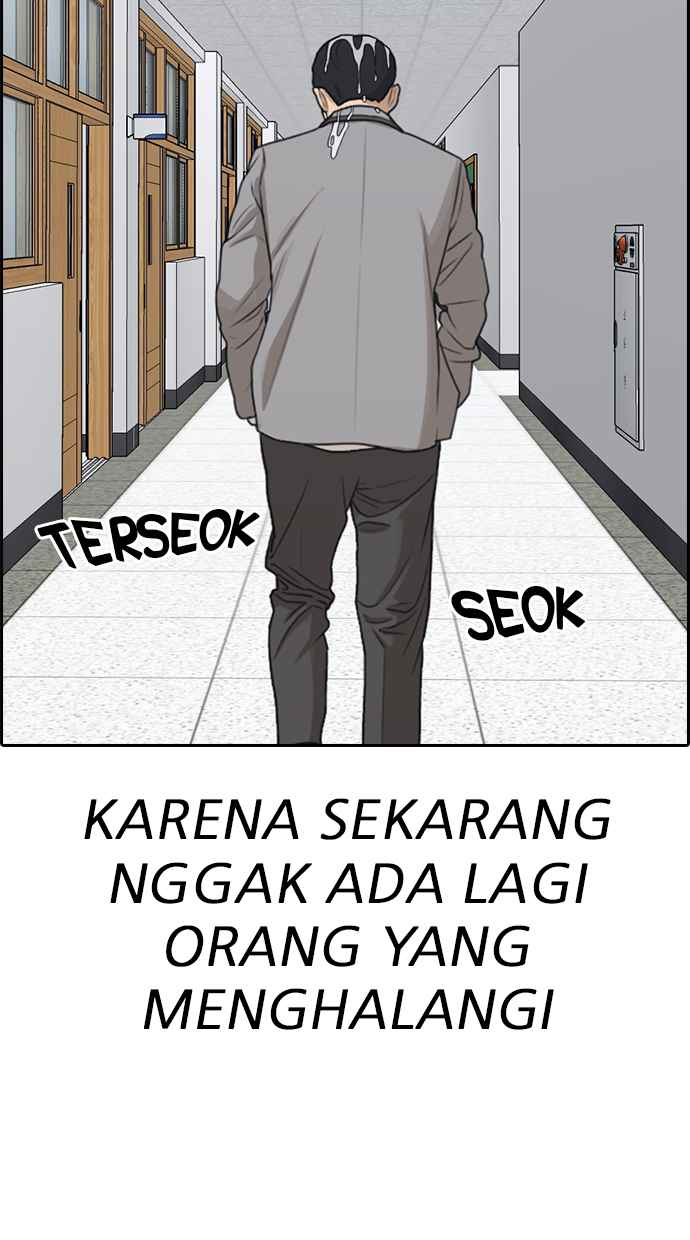 TERSEOK
SEOK
KARENA SEKARANG
NGGAK ADA LAGI
ORANG YANG
MENGHALANGI